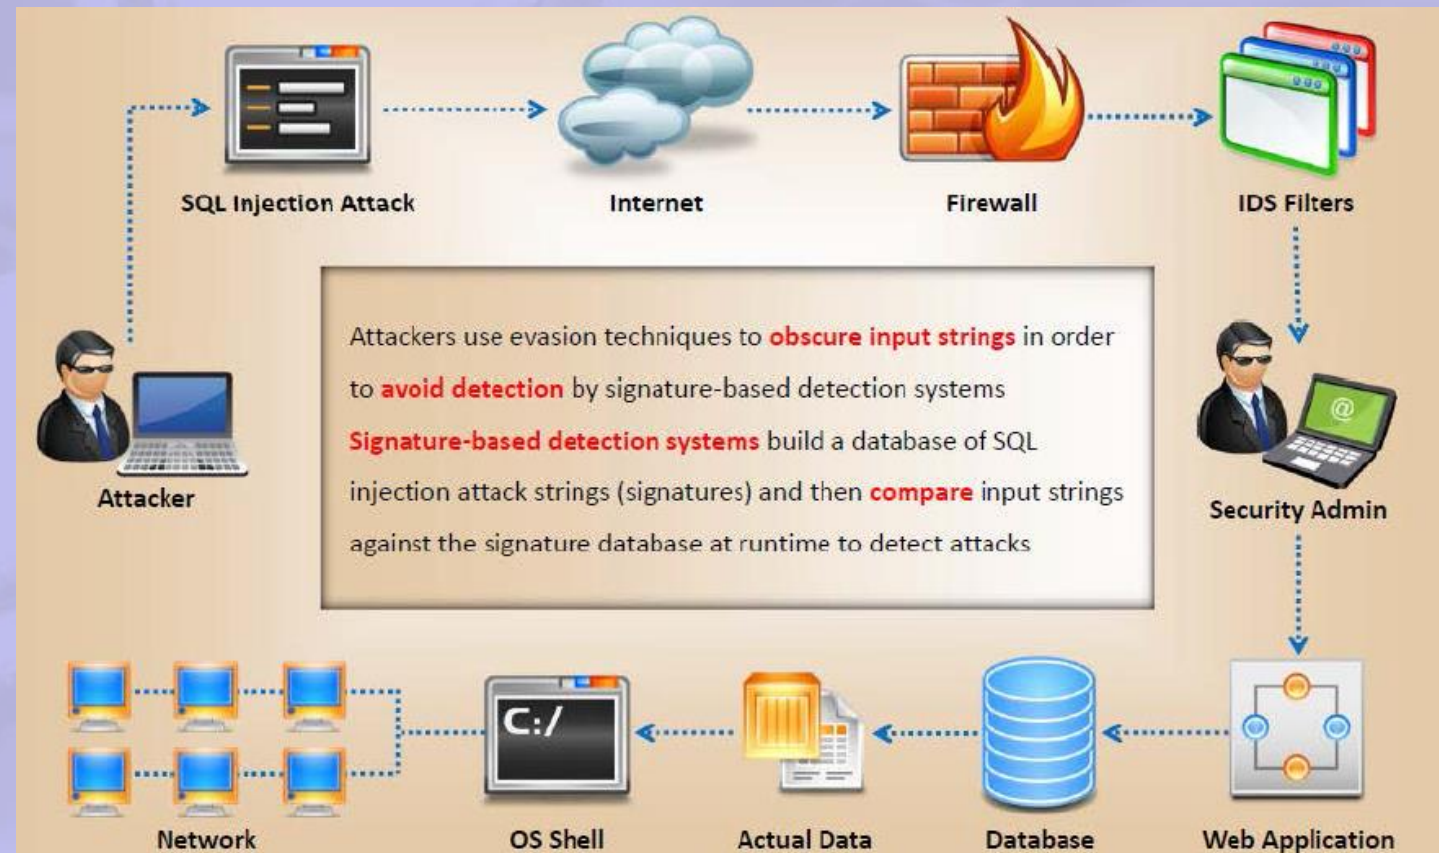 SQL Injection Attack
Internet
Firewall
IDS Filters
Attackers use evasion techniques to obscure input strings in order
to avoid detection by signature-based detection systems
Signature-based detection systems build a database of SQL
injection attack strings (signatures) and then compare input strings
against the signature database at runtime to detect attacks
Attacker
@
Security Admin
C:/
Network
OS Shell
Actual Data
Database
Web Application